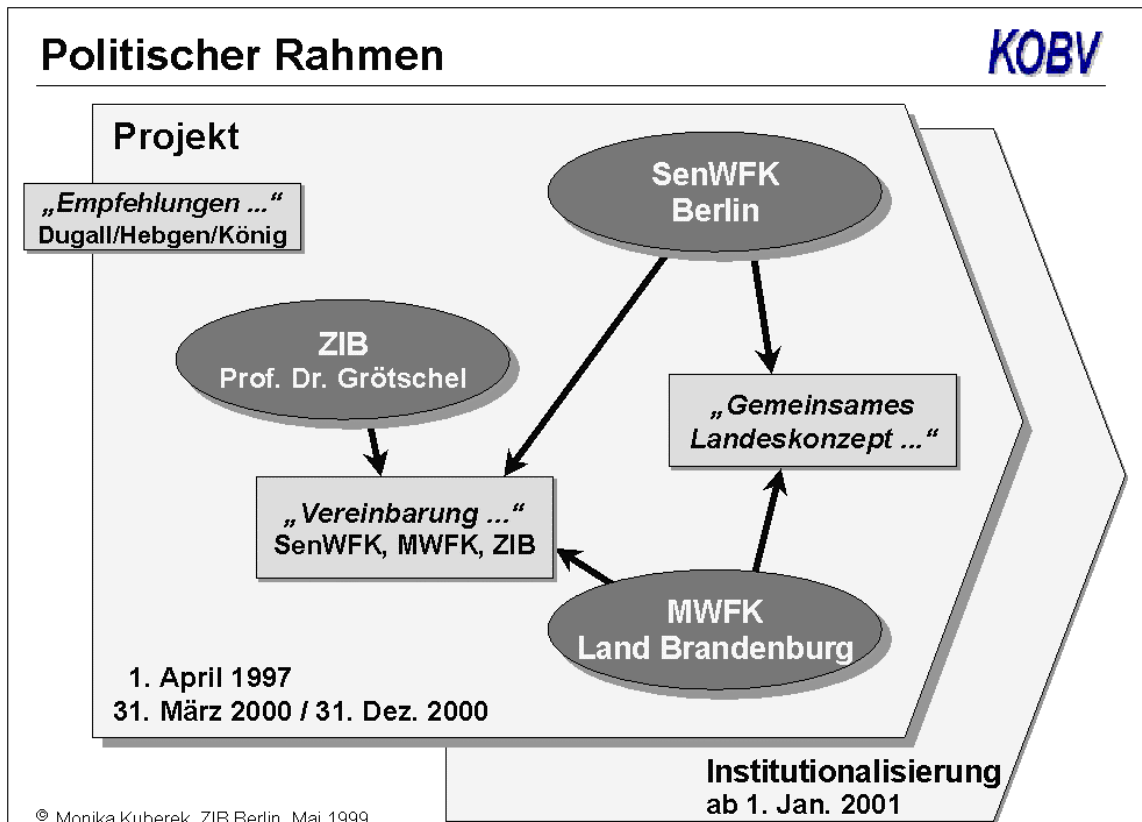 Politischer Rahmen
KOBV
Projekt
„Empfehlungen ...“
Dugall/Hebgen/König
SenWFK
Berlin
ZIB
Prof. Dr. Grötschel
„Gemeinsames
Landeskonzept ...“
„Vereinbarung ...“
SenWFK, MWFK, ZIB
MWFK
Land Brandenburg
1. April 1997
31. März 2000 / 31. Dez. 2000
Institutionalisierung
ab 1. Jan. 2001
© Monika Kuberek, ZIB Berlin, Mai 1999